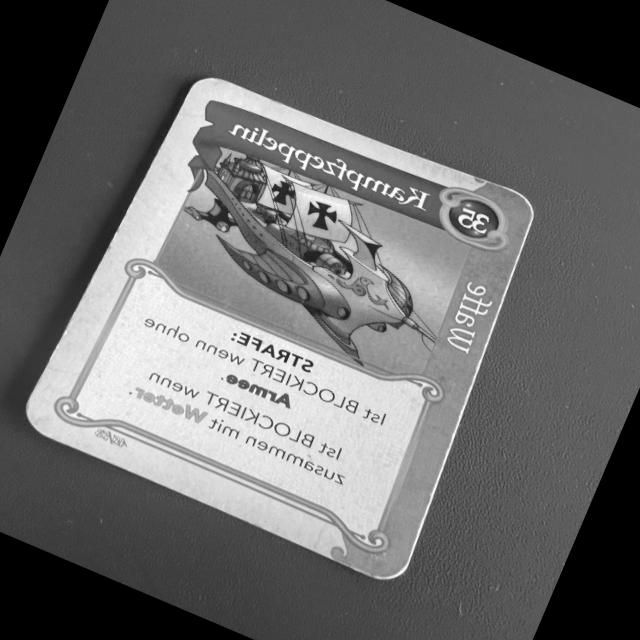 35
Kampfzeppelin
Waffe
STRAFE:
Ist BLOCKIERT wenn ohne
Armee.
Ist BLOCKIERT wenn
zusammen mit Wetter.